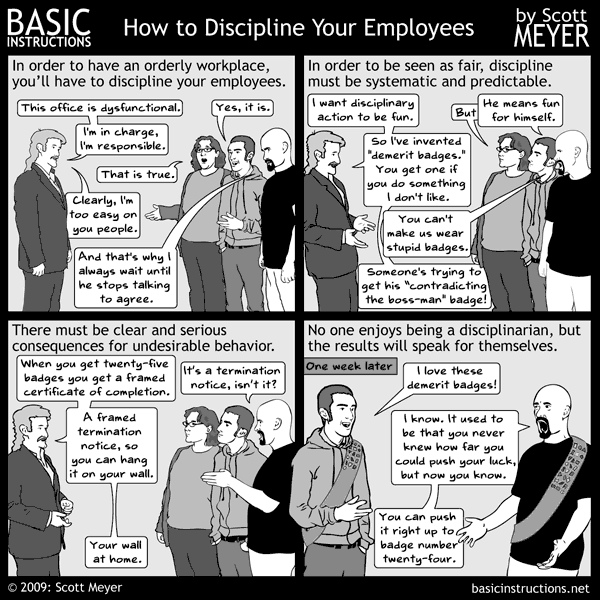 BASIC
INSTRUCTIONS
How to Discipline Your Employees
by Scott
MEYER
In order to have an orderly workplace,
you'll have to discipline your employees.
This office is dysfunctional.
Yes, it is.
I'm in charge,
I'm responsible.
That is true.
Clearly, I'm
too easy on
you people.
And that's why I
always wait until
he stops talking
to agree.
In order to be seen as fair, discipline
must be systematic and predictable.
I want disciplinary
action to be fun.
But
He means fun
for himself.
So I've invented
"demerit badges."
You get one if
you do something
I don't like.
You can't
make us wear
stupid badges.
Someone's trying to
get his "contradicting
the boss-man" badge!
There must be clear and serious
consequences for undesirable behavior.
When you get twenty-five
badges you get a framed
certificate of completion.
It's a termination
notice, isn't it?
A framed
termination
notice, so
you can hang
it on your wall.
Your wall
at home.
No one enjoys being a disciplinarian, but
the results will speak for themselves.
One week later
I love these
demerit badges!
I know. It used to
be that you never
knew how far you
could push your luck,
but now you know.
You can push
it right up to
badge number
twenty-four.
© 2009: Scott Meyer
basicinstructions.net